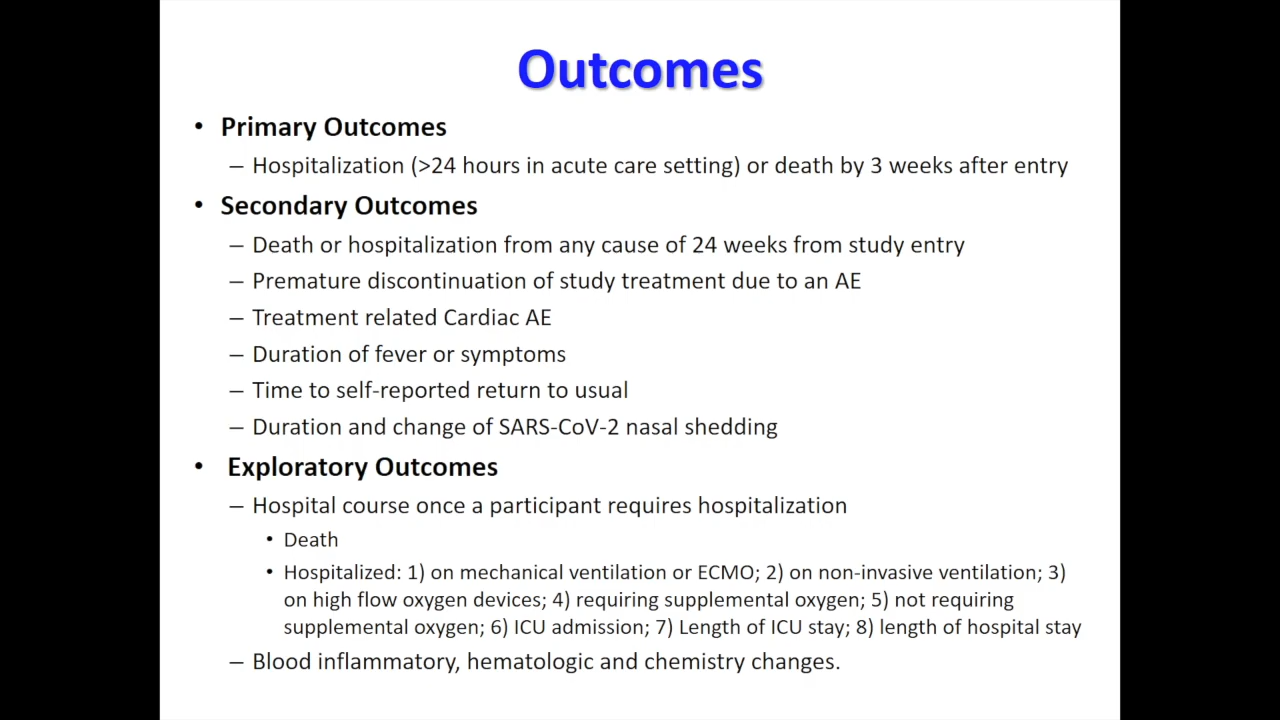 Outcomes
• Primary Outcomes
– Hospitalization (>24 hours in acute care setting) or death by 3 weeks after entry
• Secondary Outcomes
– Death or hospitalization from any cause of 24 weeks from study entry
– Premature discontinuation of study treatment due to an AE
– Treatment related Cardiac AE
– Duration of fever or symptoms
– Time to self-reported return to usual
– Duration and change of SARS-CoV-2 nasal shedding
• Exploratory Outcomes
– Hospital course once a participant requires hospitalization
• Death
• Hospitalized: 1) on mechanical ventilation or ECMO; 2) on non-invasive ventilation; 3)
on high flow oxygen devices; 4) requiring supplemental oxygen; 5) not requiring
supplemental oxygen; 6) ICU admission; 7) Length of ICU stay; 8) length of hospital stay
– Blood inflammatory, hematologic and chemistry changes.